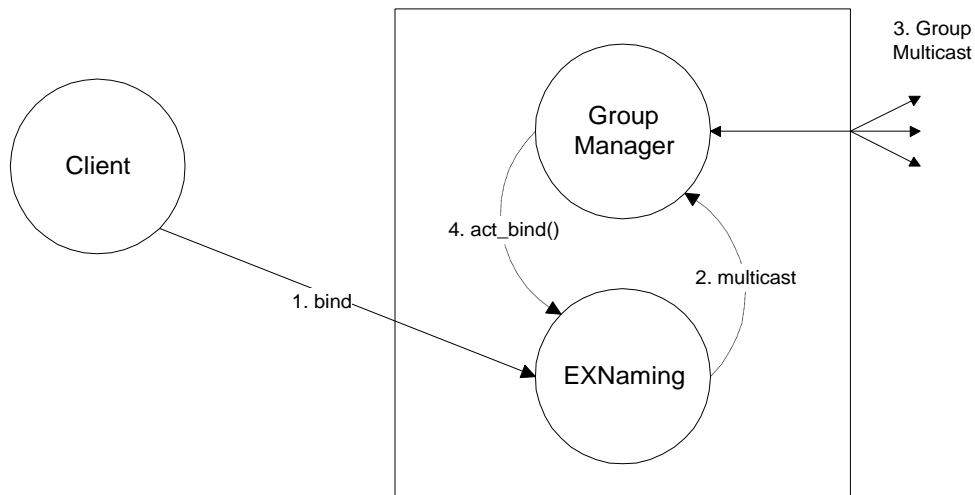 3. Group
Multicast
Group
Manager
Client
4. act_bind()
2. multicast
1. bind
EXNaming